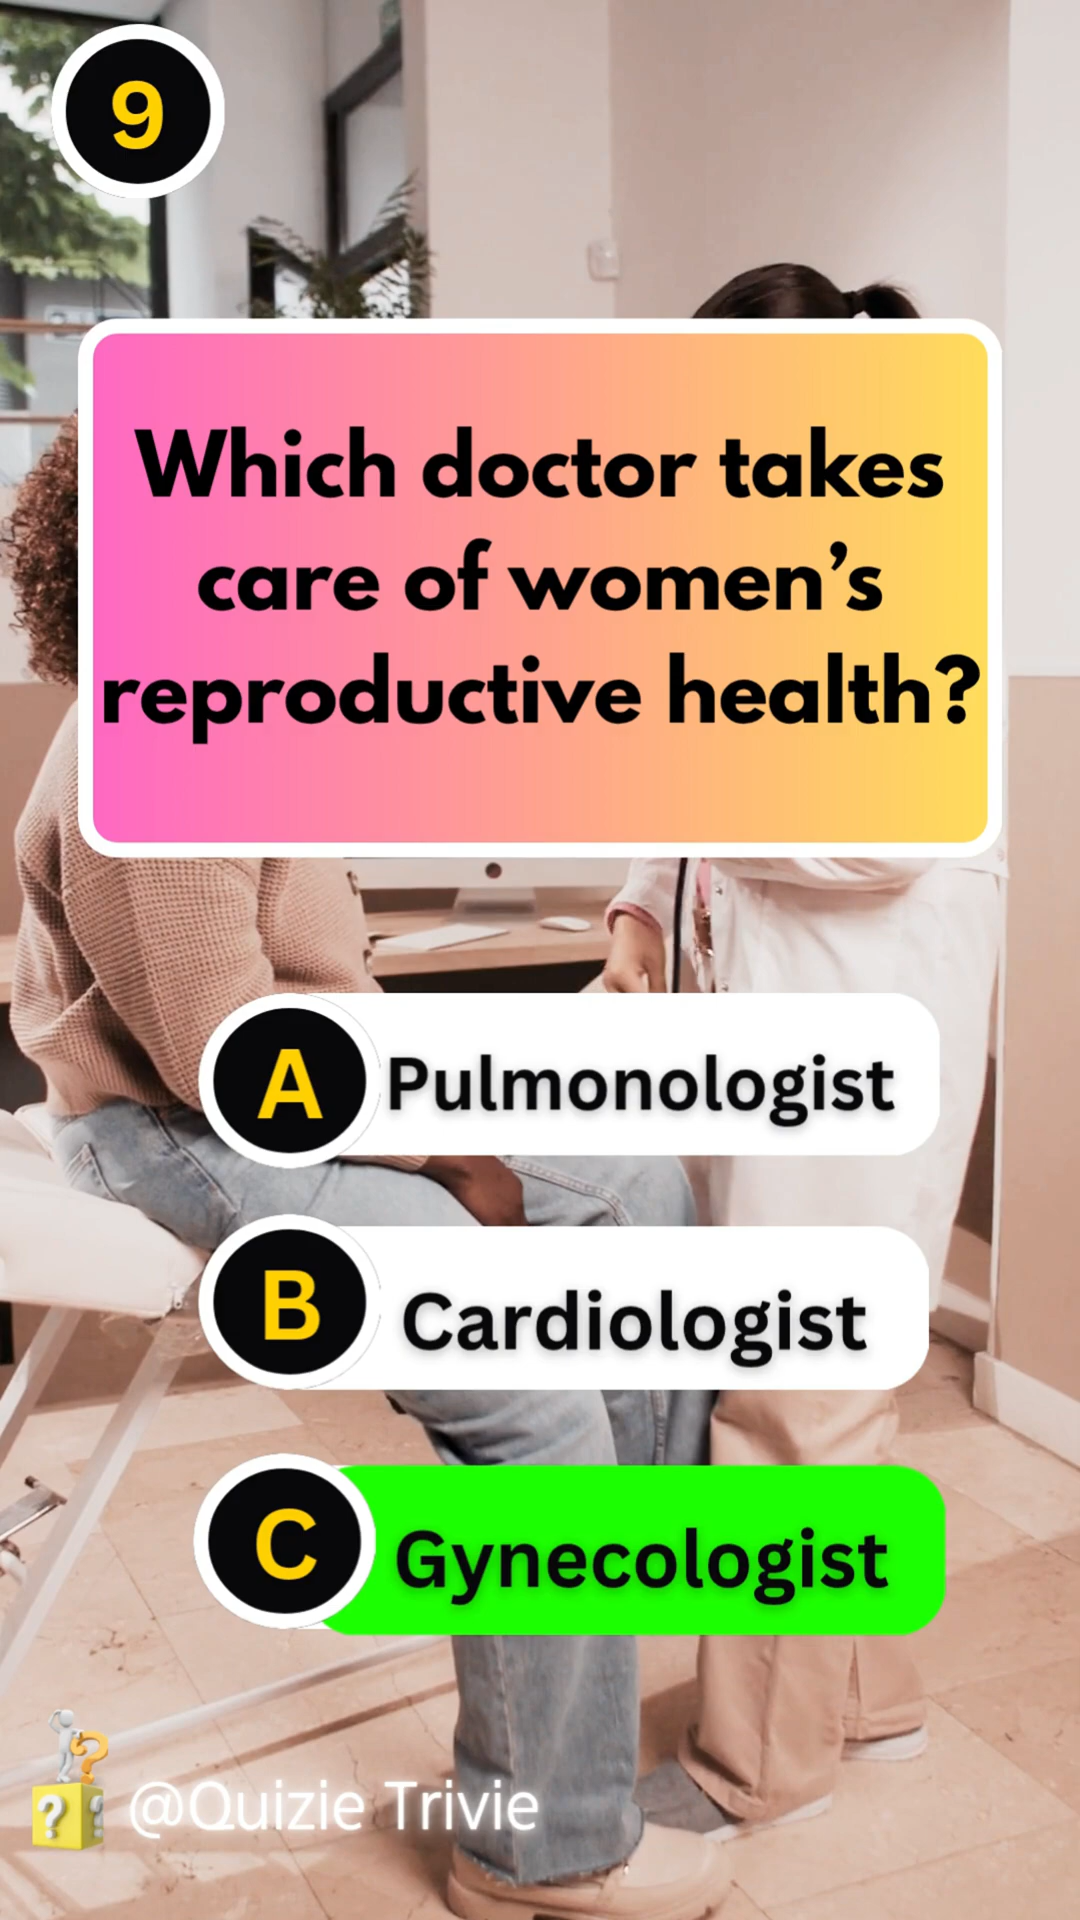 9
Which doctor takes
care of women’s
reproductive health?
A Pulmonologist
B Cardiologist
C Gynecologist
? ?
? @Quizie Trivie